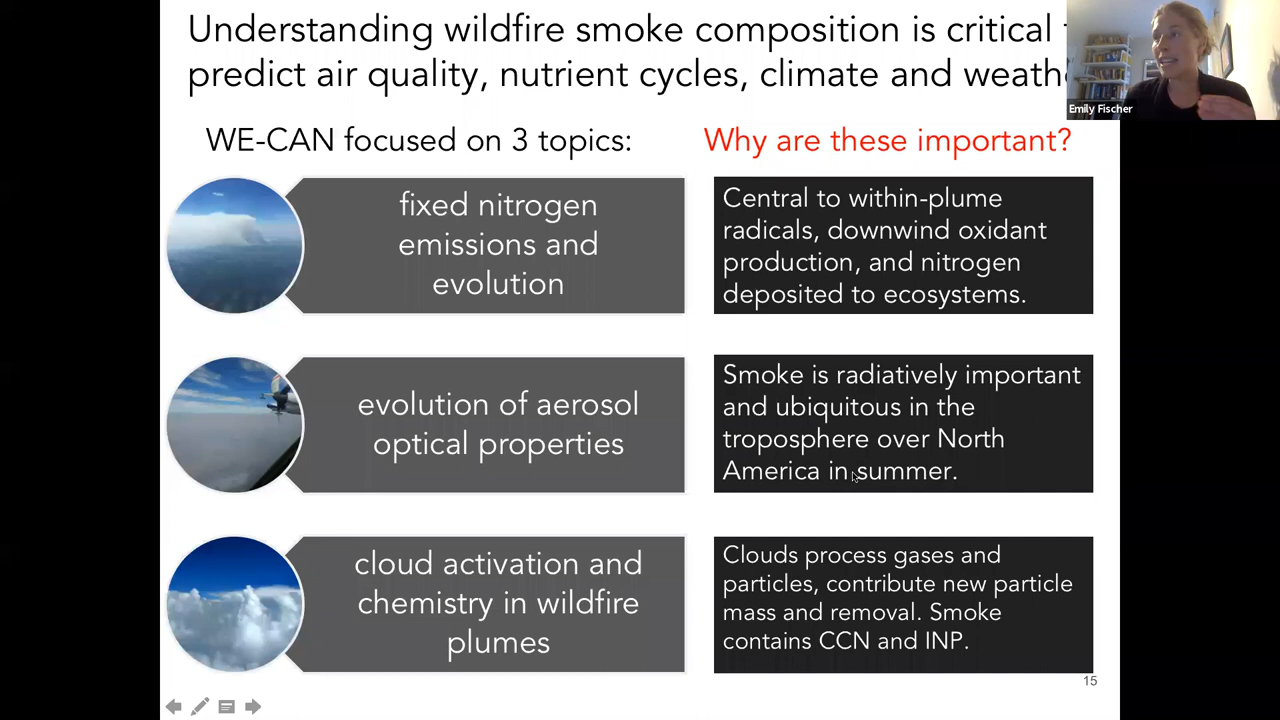 Understanding wildfire smoke composition is critical
predict air quality, nutrient cycles, climate and
Emily Fischer
WE-CAN focused on 3 topics:
Why are these important?
fixed nitrogen
emissions and
evolution
Central to within-plume
radicals, downwind oxidant
production, and nitrogen
deposited to ecosystems.
evolution of aerosol
optical properties
Smoke is radiatively important
and ubiquitous in the
troposphere over North
America in summer.
cloud activation and
chemistry in wildfire
plumes
Clouds process gases and
particles, contribute new particle
mass and removal. Smoke
contains CCN and INP.
15